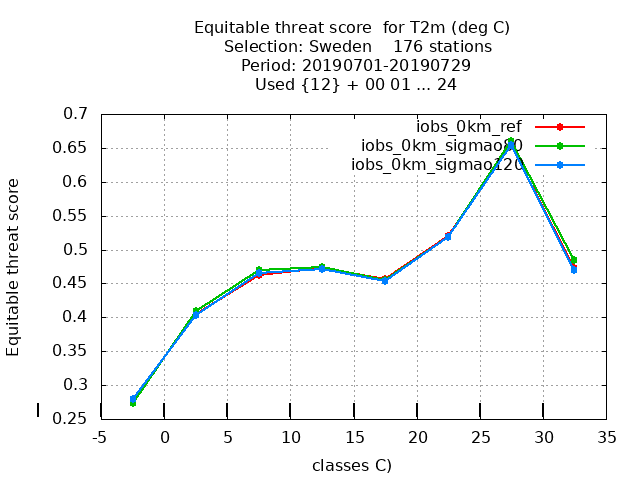 Equitable threat score for T2m (deg C)
Selection: Sweden 176 stations
Period: 20190701-20190729
Used {12} + 00 01 ... 24
iobs_0km_ref
iobs_0km_sigmao80
iobs_0km_sigmao120
Equitable threat score
0.7
0.65
0.6
0.55
0.5
0.45
0.4
0.35
0.3
0.25
-5 0 5 10 15 20 25 30 35
classes C)